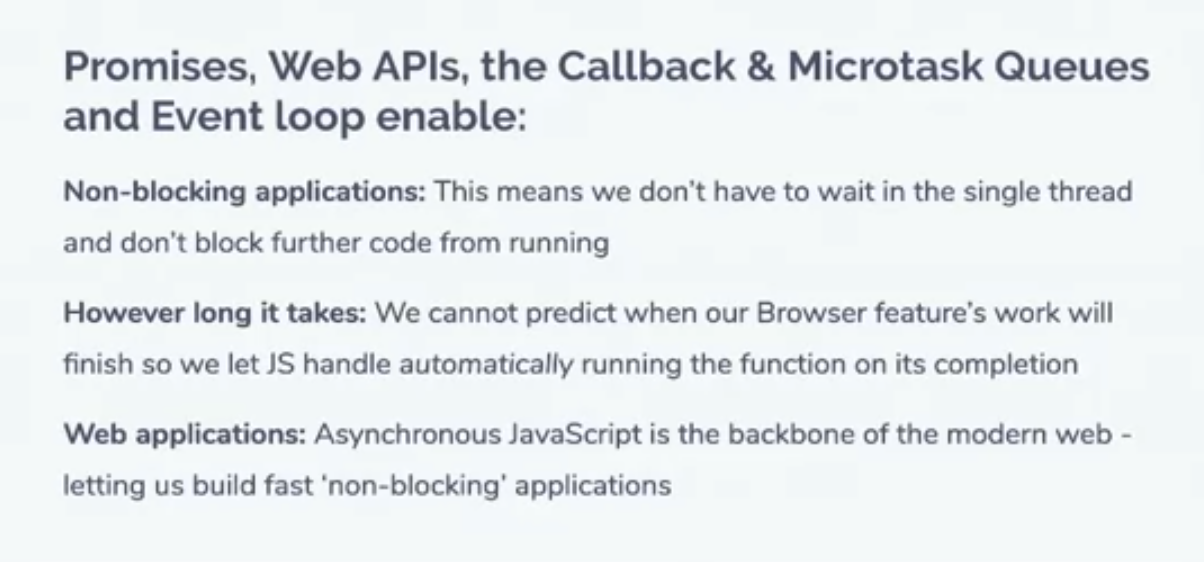 Promises, Web APIs, the Callback & Microtask Queues
and Event loop enable:
Non-blocking applications: This means we don't have to wait in the single thread
and don't block further code from running
However long it takes: We cannot predict when our Browser feature's work will
finish so we let JS handle automatically running the function on its completion
Web applications: Asynchronous JavaScript is the backbone of the modern web -
letting us build fast 'non-blocking' applications